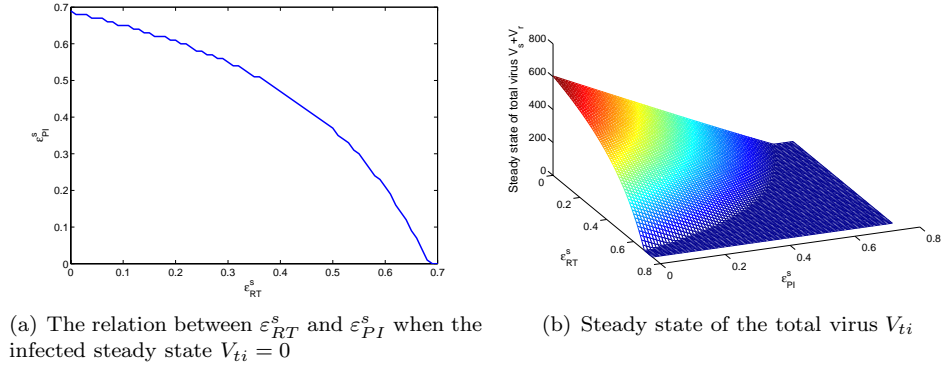 0.7
0.6
0.5
0.4
0.3
0.2
0.1
0
ε^s_PI
0 0.1 0.2 0.3 0.4 0.5 0.6 0.7
ε^s_RT
Steady state of total virus V_s+V_r
800
600
400
200
0
0
0.2
0.4
0.6
0.8
ε^s_RT
0
0.2
0.4
0.6
0.8
ε^s_PI
(a) The relation between ε^s_RT and ε^s_PI when the
infected steady state V_ti = 0
(b) Steady state of the total virus V_ti